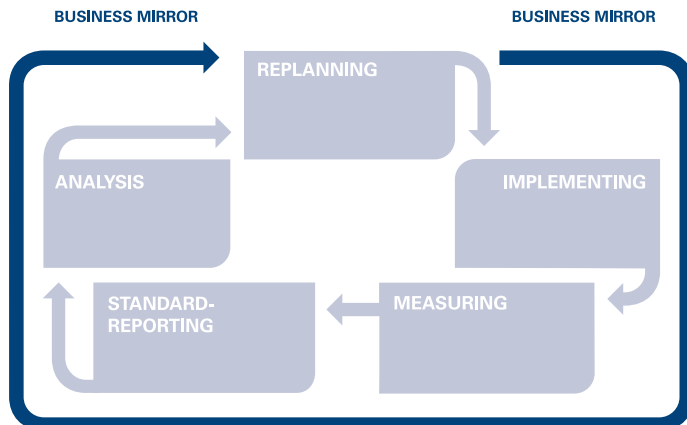 BUSINESS MIRROR
BUSINESS MIRROR
REPLANNING
ANALYSIS
IMPLEMENTING
STANDARD-
REPORTING
MEASURING